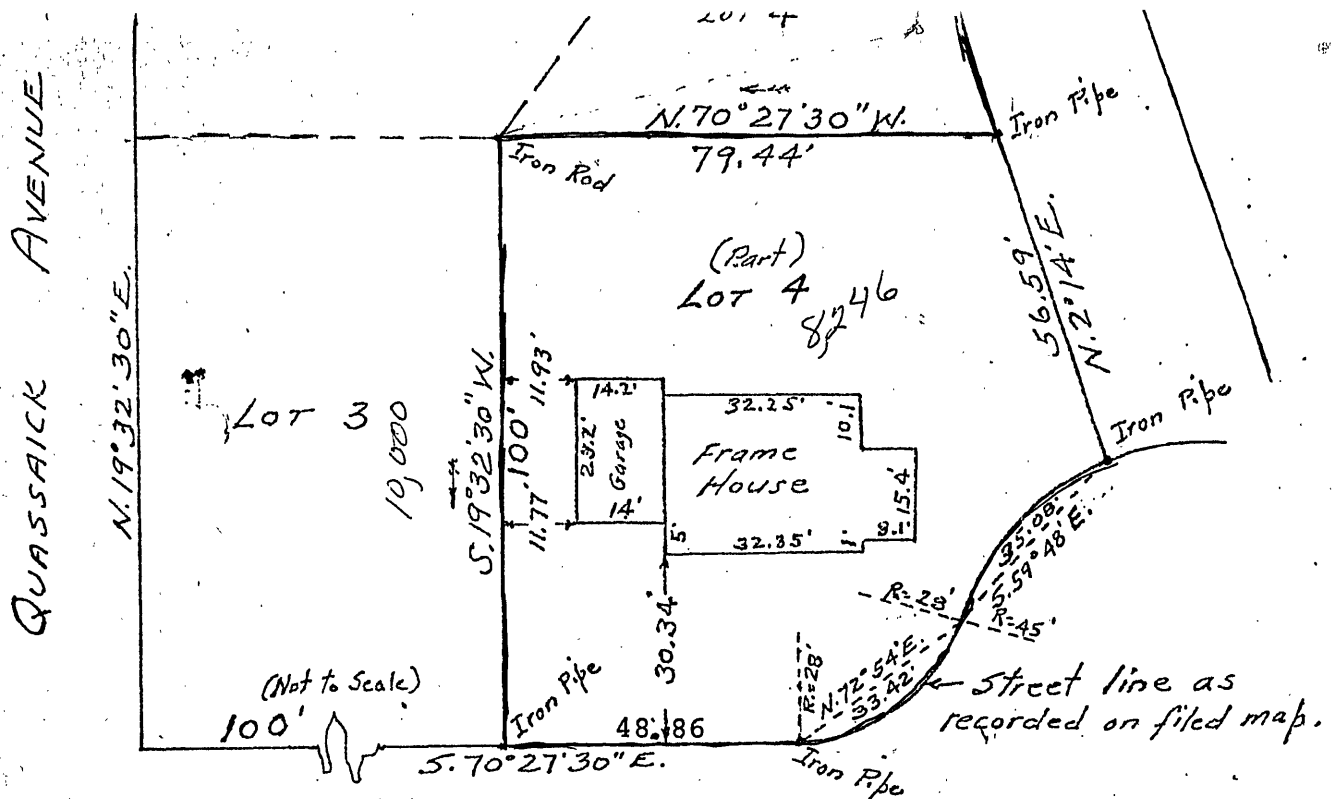 LOT 4
QUASSAICK AVENUE
N.19°32'30"E.
N.70°27'30"W.
79.44'
Iron Pipe
Iron Rod
(Part)
LOT 4
8,246
56.59'
N.2°14'E.
Iron Pipe
LOT 3
10,000
S.19°32'30"W.
100'
11.93'
11.77'
14.2'
23.2'
Garage
14'
32.25'
10.1'
Frame
House
15.4'
5'
32.35'
1'
30.34'
35.08'
S.59°48'E.
R=28'
R=45'
R=28'
N.72°54'E.
33.42'
Street line as
recorded on filed map.
(Not to Scale)
100'
Iron Pipe
48.86
S.70°27'30"E.
Iron Pipe